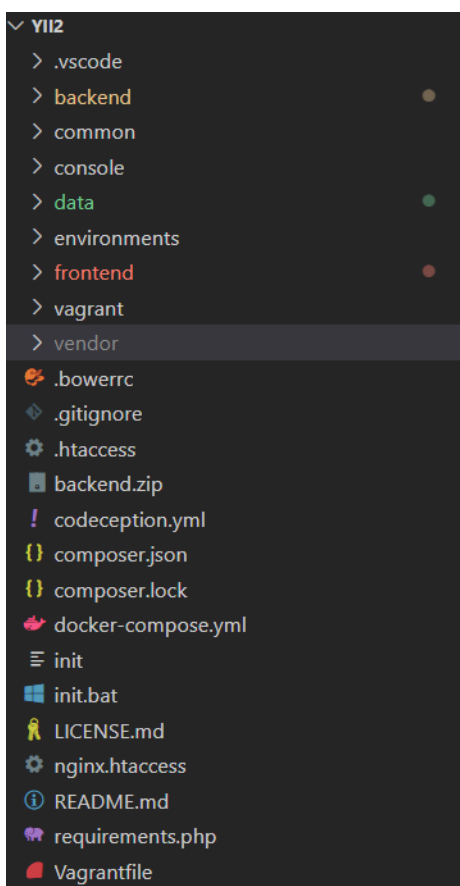 YII2
.vscode
backend
common
console
data
environments
frontend
vagrant
vendor
.bowerrc
.gitignore
.htaccess
backend.zip
codeception.yml
composer.json
composer.lock
docker-compose.yml
init
init.bat
LICENSE.md
nginx.htaccess
README.md
requirements.php
Vagrantfile